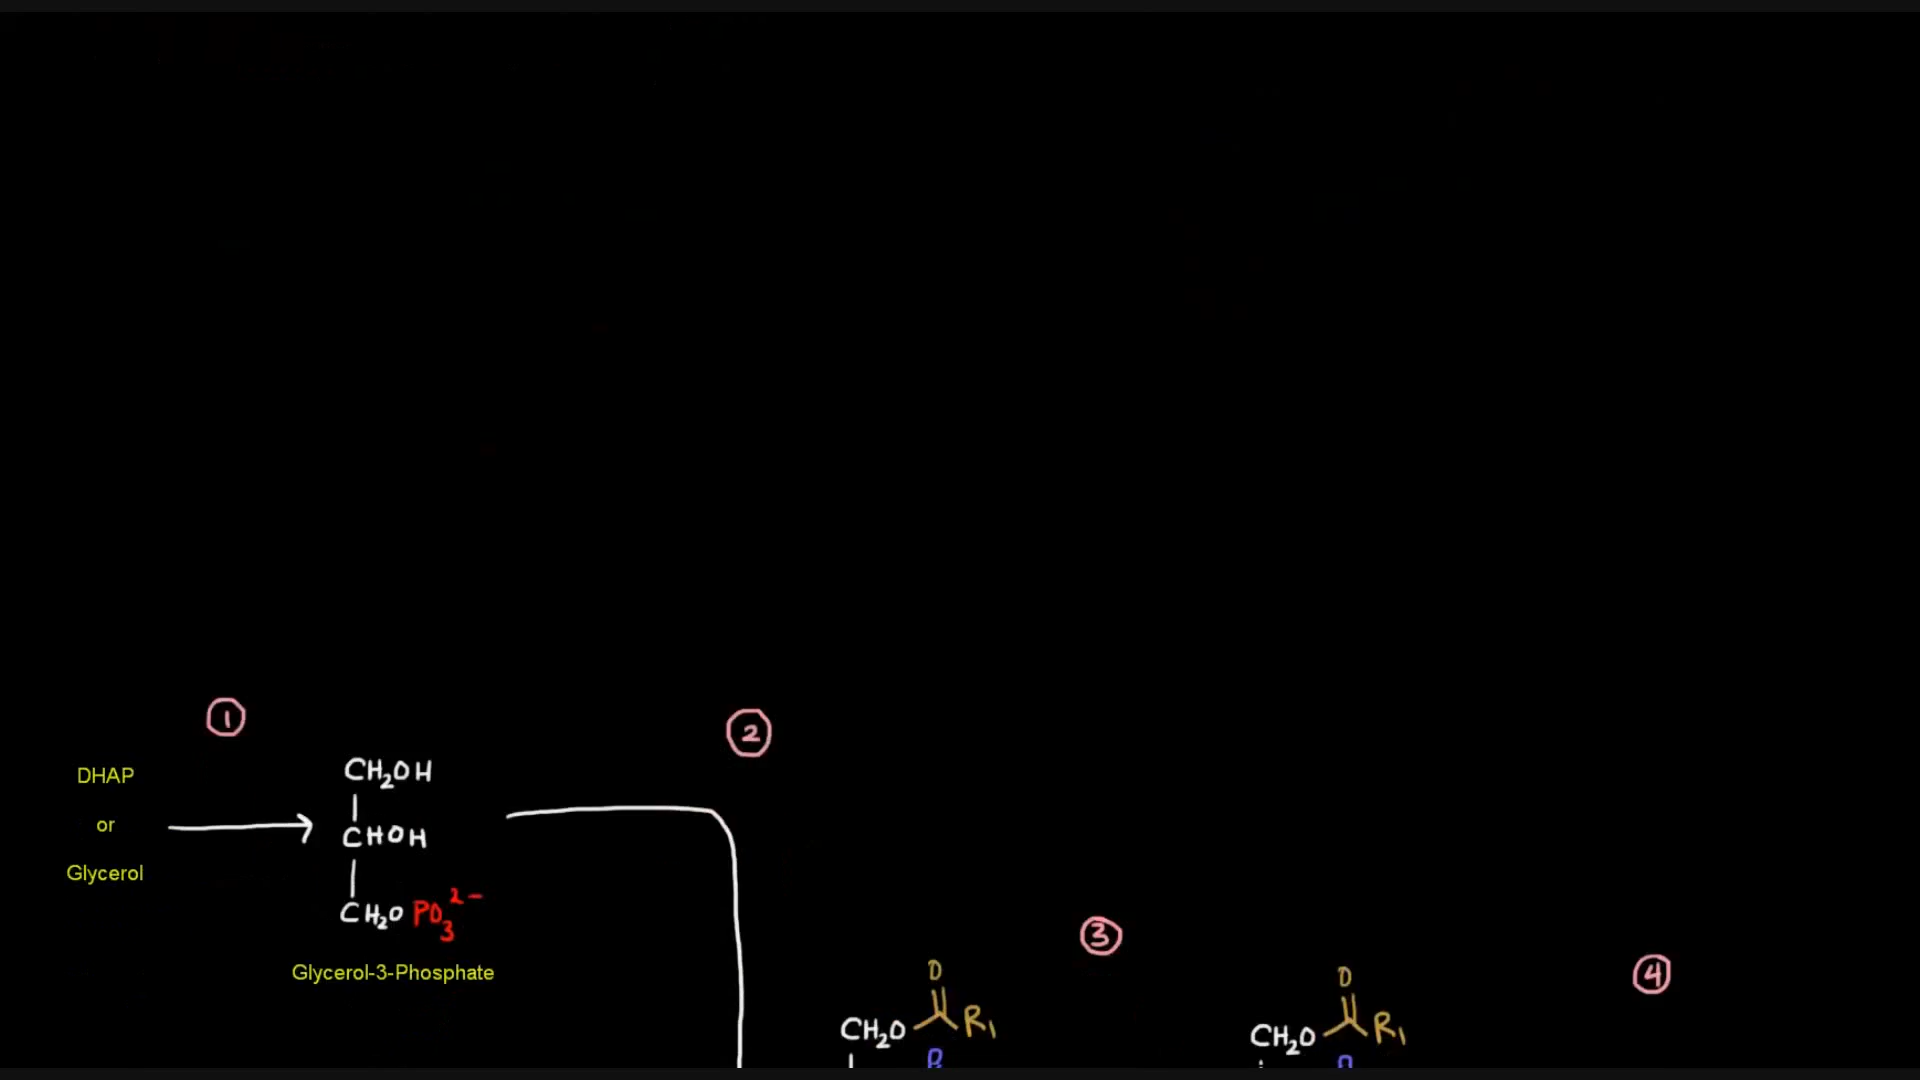 ①
②
DHAP
or
Glycerol
CH₂OH
CHOH
CH₂O PO₃²⁻
Glycerol-3-Phosphate
③
④
O
CH₂O R₁
O
CH₂O R₁